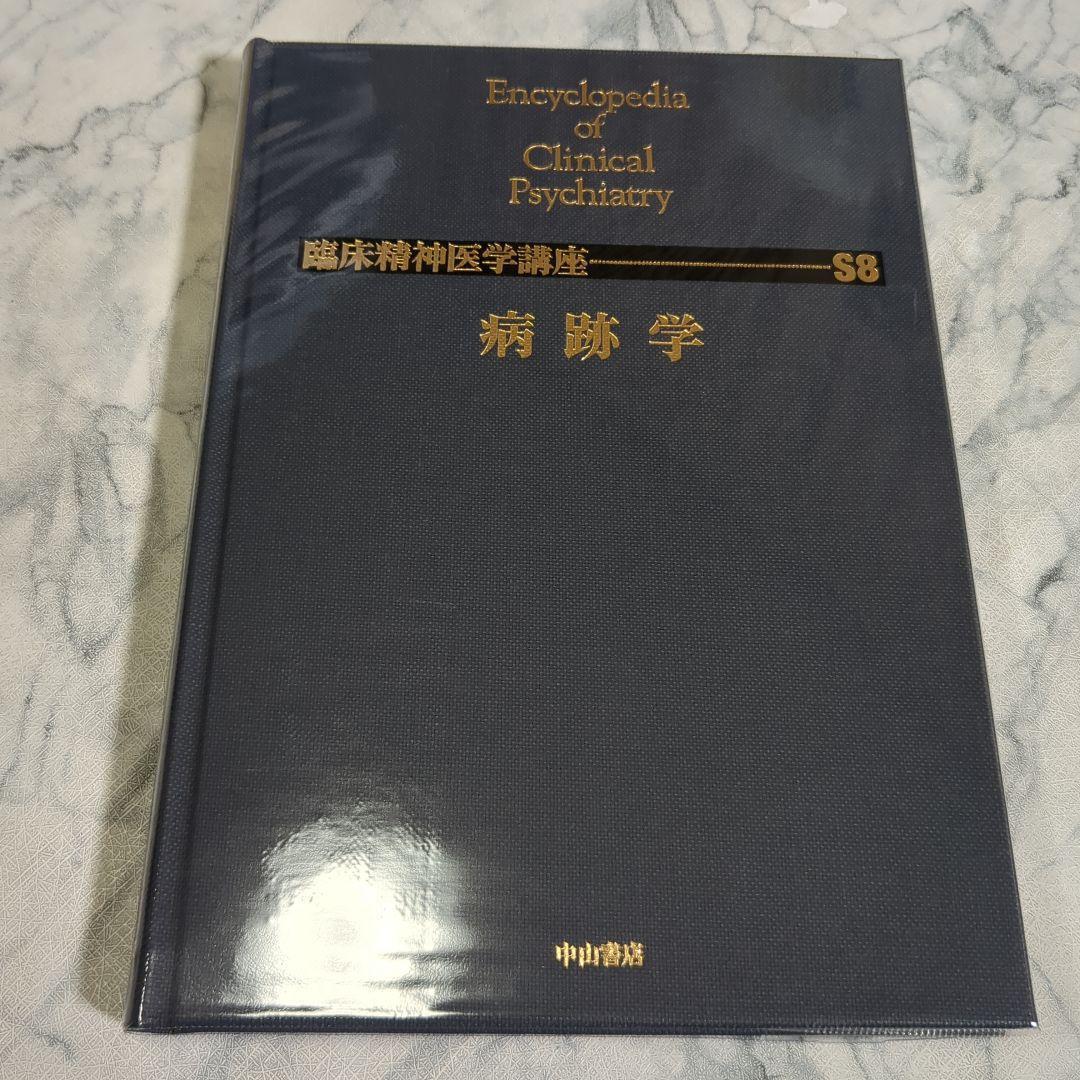 Encyclopedia
of
Clinical
Psychiatry
臨床精神医学講座 S8
病跡学
中山書店